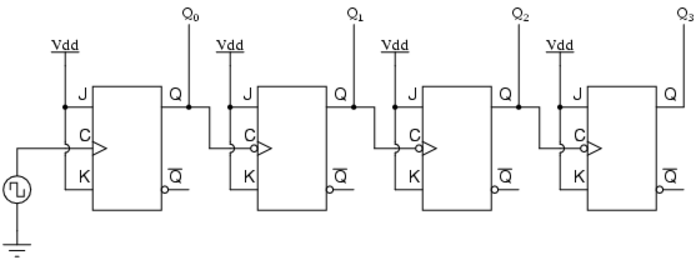 Q₀ Q₁ Q₂ Q₃
Vdd Vdd Vdd Vdd
J Q J Q J Q J Q
C C C C
K Q̅ K Q̅ K Q̅ K Q̅